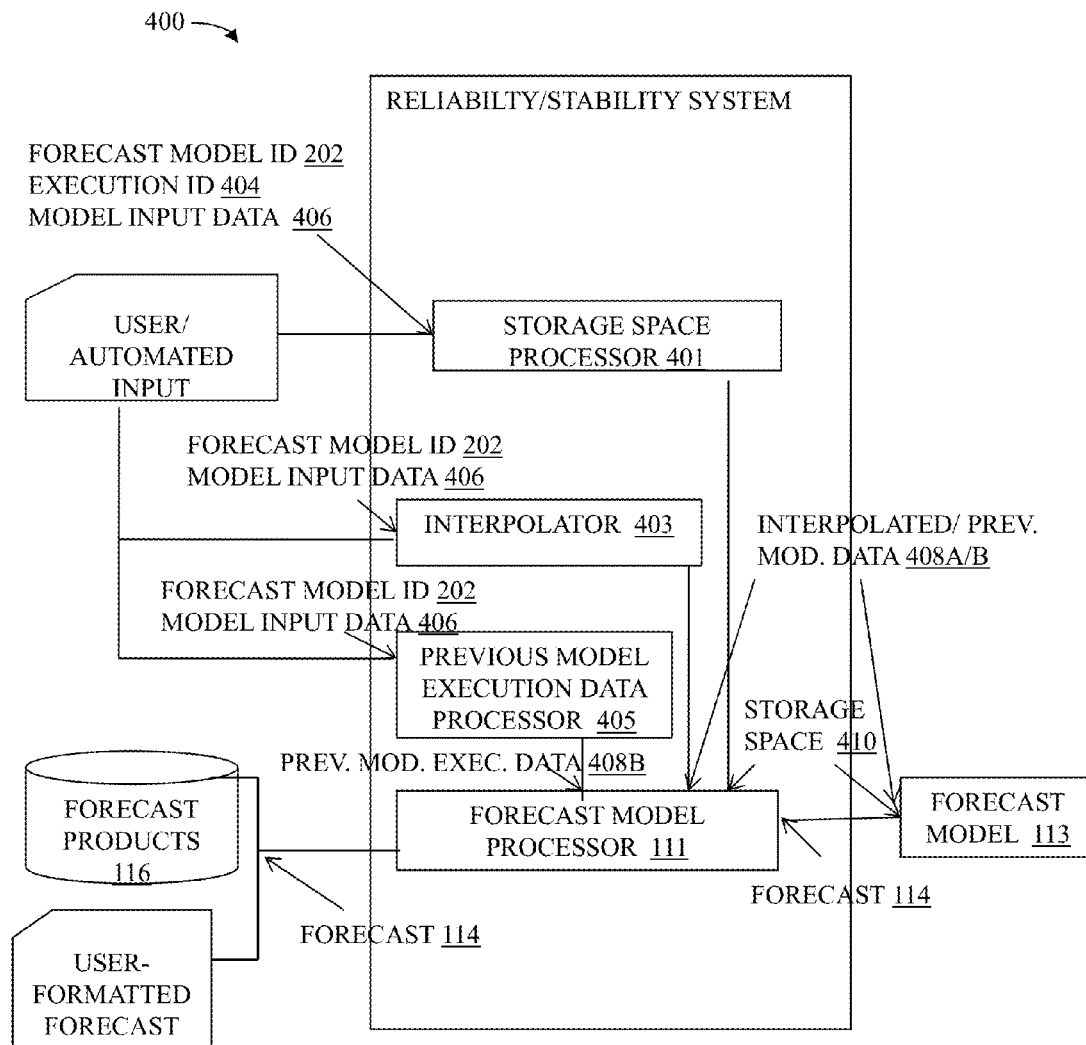 400
RELIABILTY/STABILITY SYSTEM
FORECAST MODEL ID 202
EXECUTION ID 404
MODEL INPUT DATA 406
USER/
AUTOMATED
INPUT
STORAGE SPACE
PROCESSOR 401
FORECAST MODEL ID 202
MODEL INPUT DATA 406
INTERPOLATOR 403
INTERPOLATED/ PREV.
MOD. DATA 408A/B
FORECAST MODEL ID 202
MODEL INPUT DATA 406
PREVIOUS MODEL
EXECUTION DATA
PROCESSOR 405
STORAGE
SPACE 410
PREV. MOD. EXEC. DATA 408B
FORECAST
PRODUCTS
116
FORECAST MODEL
PROCESSOR 111
FORECAST
MODEL 113
FORECAST 114
FORECAST 114
USER-
FORMATTED
FORECAST